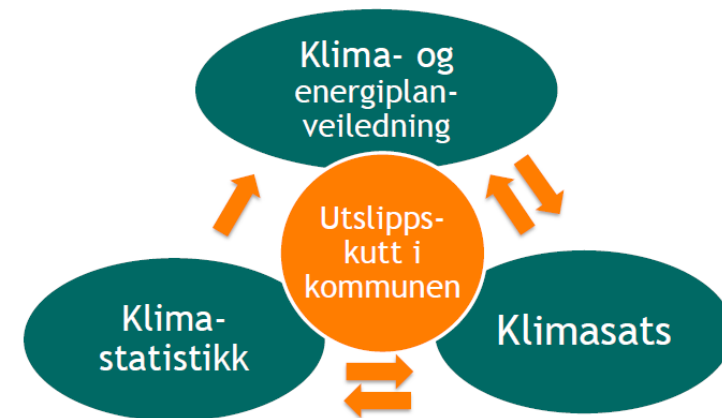 Klima- og
energiplan-
veiledning
Utslipps-
kutt i
kommunen
Klima-
statistikk
Klimasats